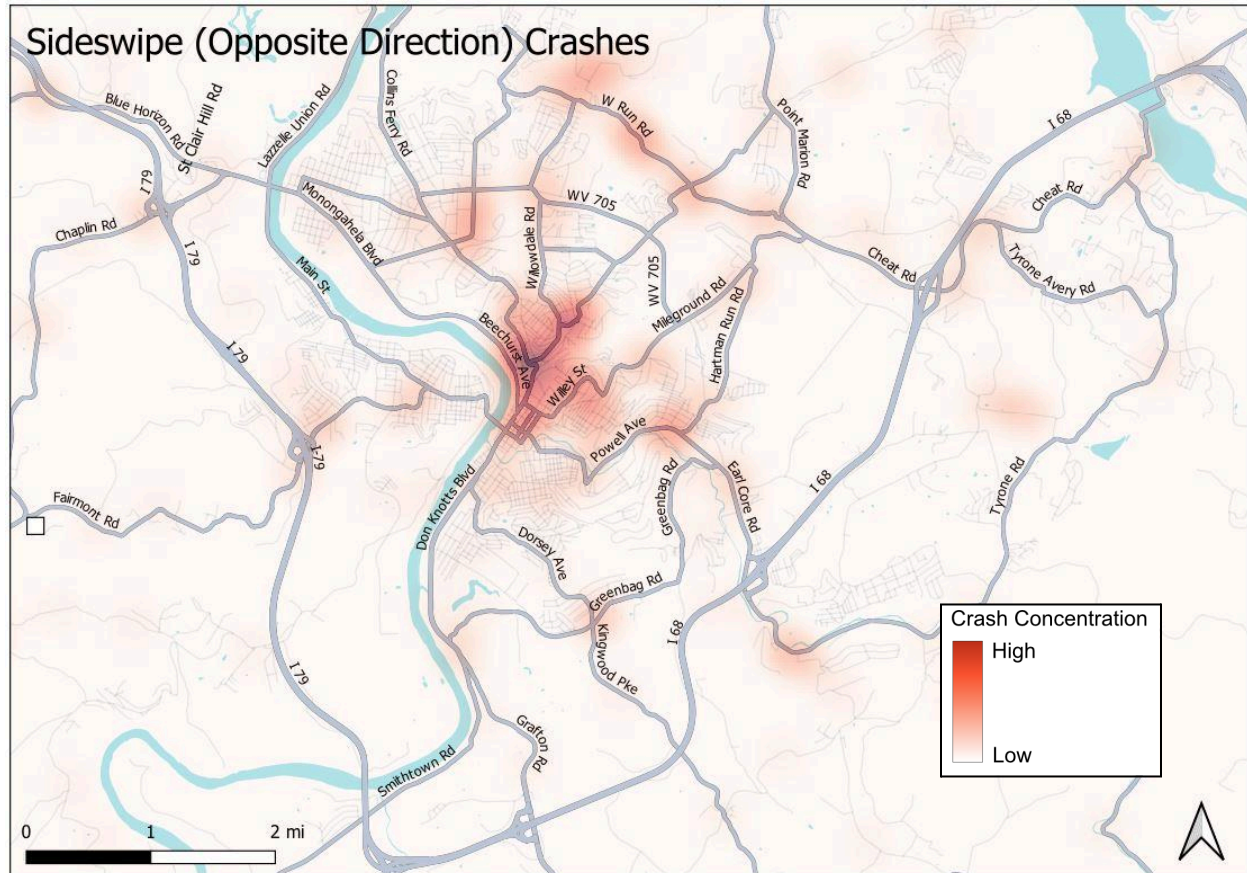 Sideswipe (Opposite Direction) Crashes
Blue Horizon Rd
St Clair Hill Rd
Lazzelle Union Rd
Collins Ferry Rd
W Run Rd
Point Marion Rd
I 68
I 79
Chaplin Rd
I 79
Monongahela Blvd
Main St
WV 705
Willowdale Rd
WV 705
Cheat Rd
Cheat Rd
Tyrone Avery Rd
Mileground Rd
Hartman Run Rd
Beechurst Ave
Willey St
I 79
I-79
Powell Ave
Greenbag Rd
Earl Core Rd
I 68
Tyrone Rd
Fairmont Rd
Don Knotts Blvd
Dorsey Ave
Greenbag Rd
Kingwood Pke
I 68
I 79
Grafton Rd
Smithtown Rd
Crash Concentration
High
Low
0 1 2 mi